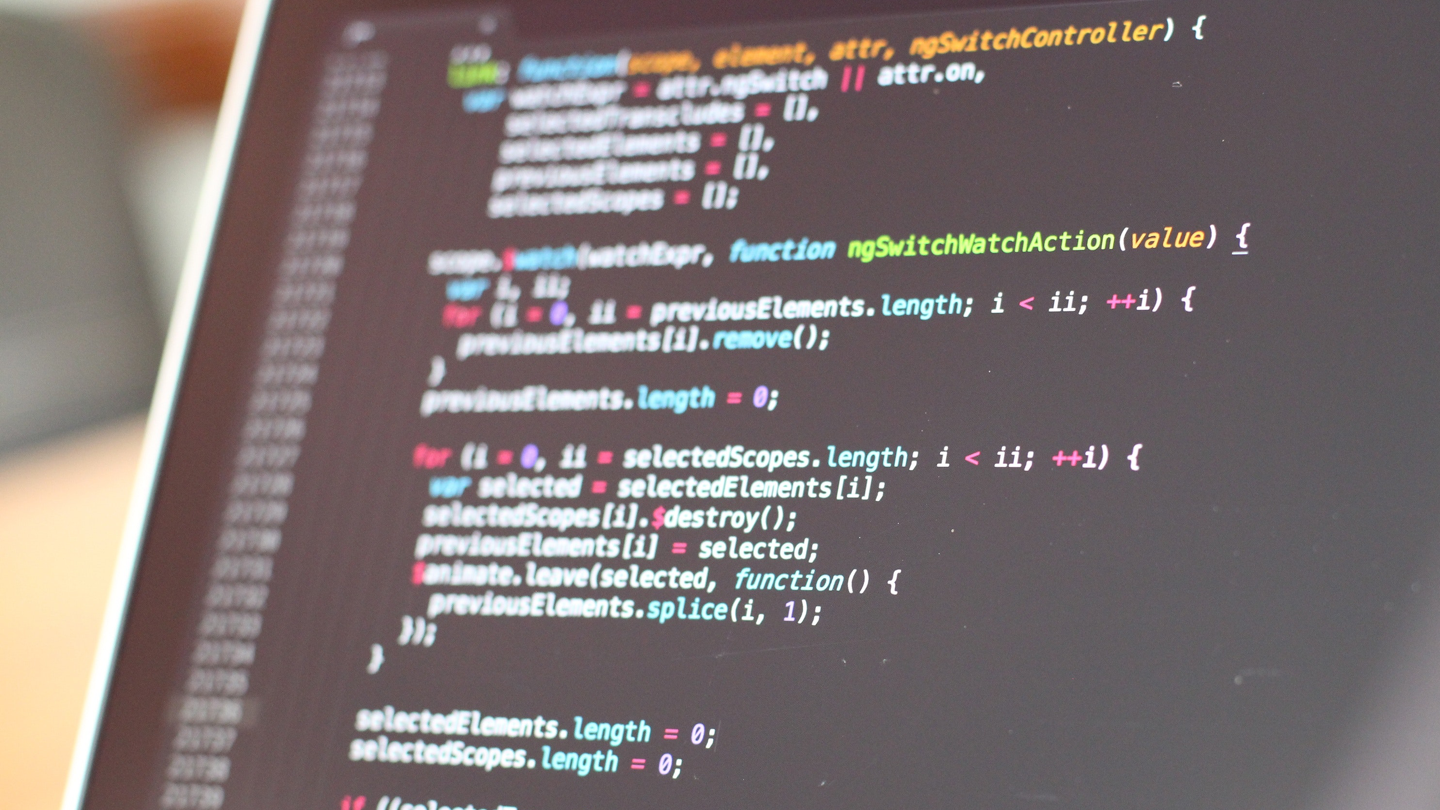 link: function(scope, element, attr, ngSwitchController) {
var watchExpr = attr.ngSwitch || attr.on,
selectedTranscludes = [],
selectedElements = [],
previousElements = [],
selectedScopes = [];
scope.$watch(watchExpr, function ngSwitchWatchAction(value) {
var i, ii;
for (i = 0, ii = previousElements.length; i < ii; ++i) {
previousElements[i].remove();
}
previousElements.length = 0;
for (i = 0, ii = selectedScopes.length; i < ii; ++i) {
var selected = selectedElements[i];
selectedScopes[i].$destroy();
previousElements[i] = selected;
$animate.leave(selected, function() {
previousElements.splice(i, 1);
});
}
selectedElements.length = 0;
selectedScopes.length = 0;
if ((